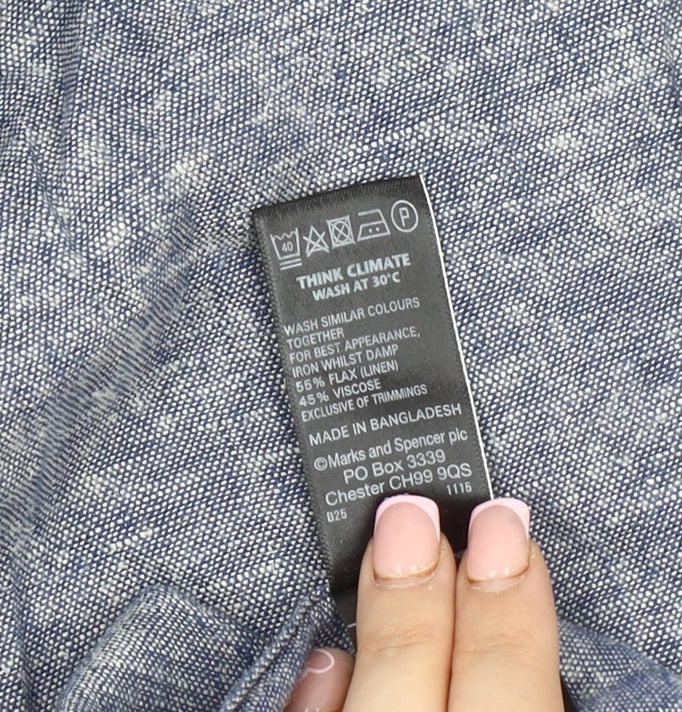 40 P
THINK CLIMATE
WASH AT 30°C
WASH SIMILAR COLOURS
TOGETHER
FOR BEST APPEARANCE,
IRON WHILST DAMP
55% FLAX (LINEN)
45% VISCOSE
EXCLUSIVE OF TRIMMINGS
MADE IN BANGLADESH
©Marks and Spencer plc
PO Box 3339
Chester CH99 9QS
B25 1115